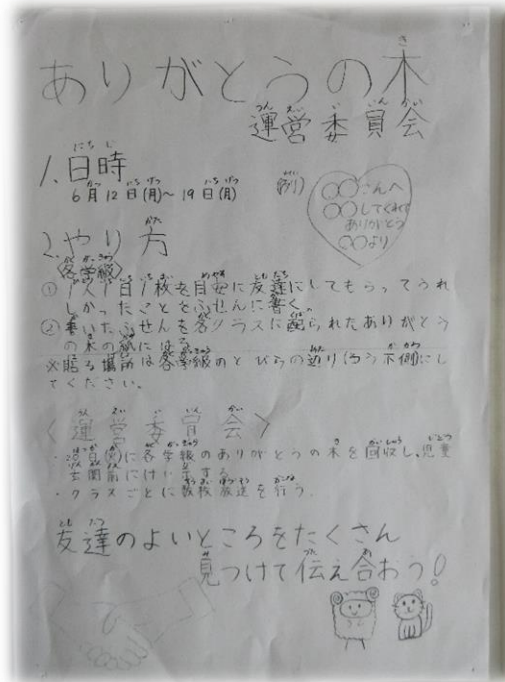 ありがとうの木
運営委員会
1.日時
6月12日(月)〜19日(月)
(例)
○○さんへ
○○してくれて
ありがとう
○○より
2.やり方
〈各学級〉
① 1人1日1枚を目安に友達にしてもらってうれ
しかったことをふせんに書く。
② 書いたふせんを各クラスに配られたありがとう
の木の紙にはる。
※貼る場所は各学級のとびらの辺り(ろう下側)にし
てください。
〈運営委員会〉
・20日(火)に各学級のありがとうの木を回収し、児童
玄関前にけい示する。
・クラスごとに数枚放送を行う。
友達のよいところをたくさん
見つけて伝え合おう!